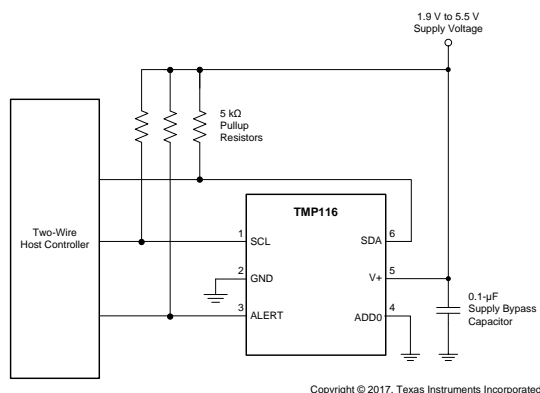 1.9 V to 5.5 V
Supply Voltage
5 kΩ
Pullup
Resistors
Two-Wire
Host Controller
TMP116
1
SCL
SDA
6
2
GND
V+
5
3
ALERT
ADD0
4
0.1-µF
Supply Bypass
Capacitor
Copyright © 2017, Texas Instruments Incorporated